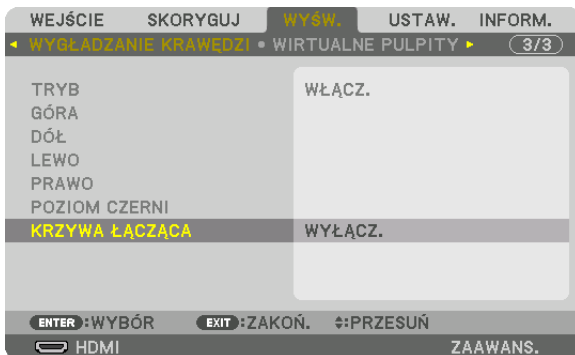 WEJŚCIE SKORYGUJ WYŚW. USTAW. INFORM.
WYGŁADZANIE KRAWĘDZI • WIRTUALNE PULPITY 3/3
TRYB WŁĄCZ.
GÓRA
DÓŁ
LEWO
PRAWO
POZIOM CZERNI
KRZYWA ŁĄCZĄCA WYŁĄCZ.
ENTER :WYBÓR EXIT :ZAKOŃ. :PRZESUŃ
HDMI ZAAWANS.